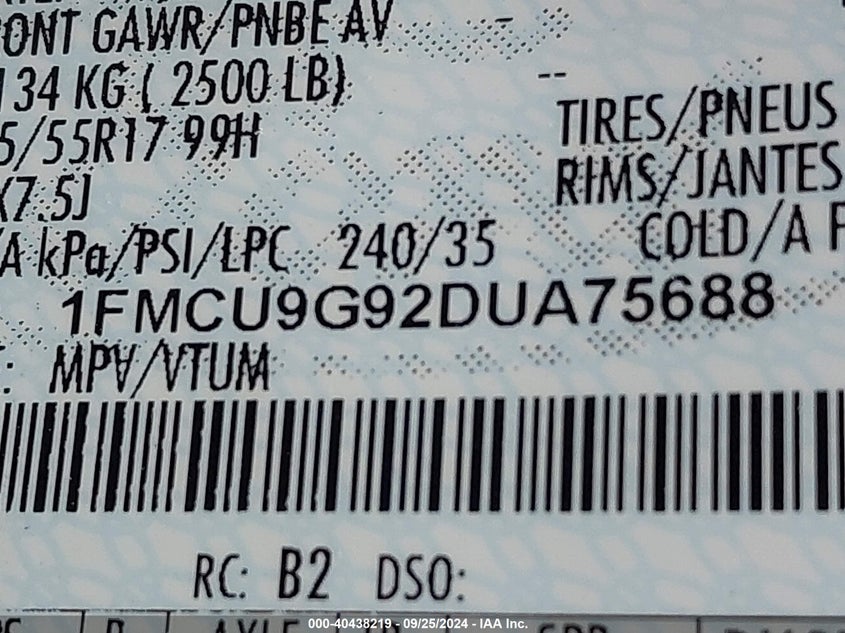 ONT GAWR/PNBE AV -
134 KG ( 2500 LB) --
5/55R17 99H TIRES/PNEUS
X7.5J RIMS/JANTES
/A kPa/PSI/LPC 240/35 COLD/A F
1FMCU9G92DUA75688
: MPV/VTUM
RC: B2 DSO:
000-40438219 - 09/25/2024 - IAA Inc.